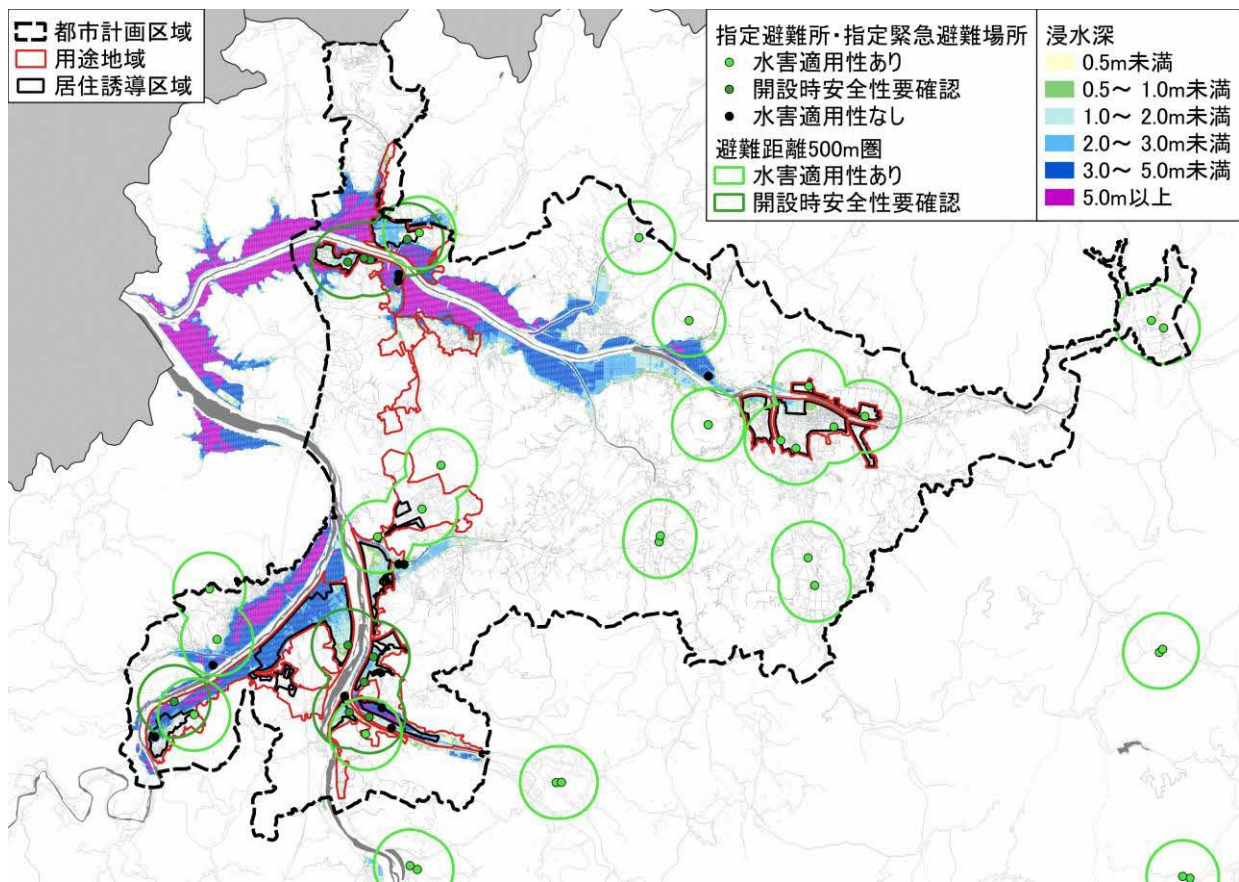 都市計画区域
用途地域
居住誘導区域
指定避難所・指定緊急避難場所
水害適用性あり
開設時安全性要確認
水害適用性なし
避難距離500m圏
水害適用性あり
開設時安全性要確認
浸水深
0.5m未満
0.5～ 1.0m未満
1.0～ 2.0m未満
2.0～ 3.0m未満
3.0～ 5.0m未満
5.0m以上